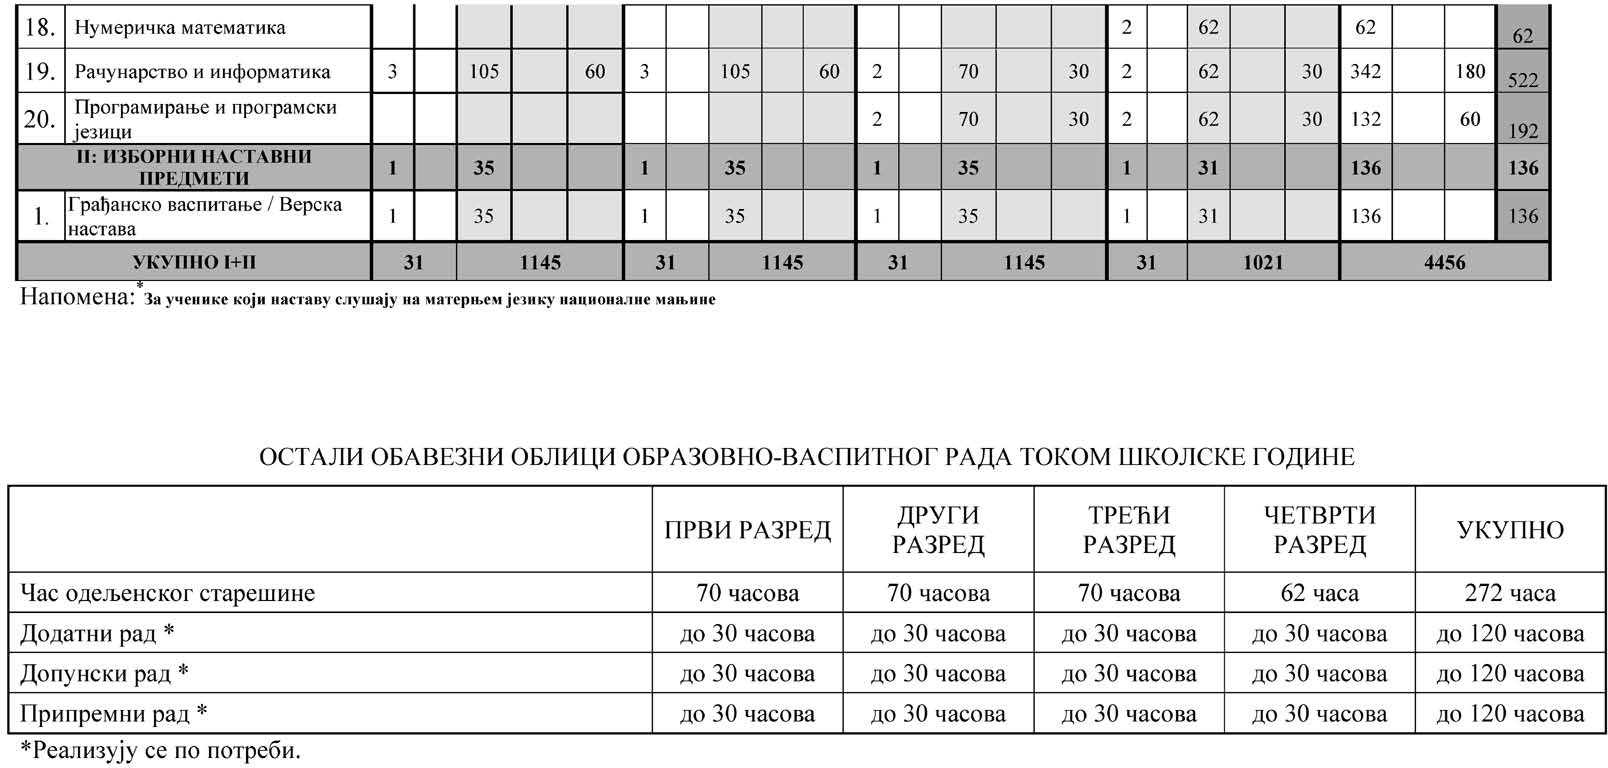 18. Нумеричка математика 2 62 62 62
19. Рачунарство и информатика 3 105 60 3 105 60 2 70 30 2 62 30 342 180 522
20. Програмирање и програмски језици 2 70 30 2 62 30 132 60 192
II: ИЗБОРНИ НАСТАВНИ ПРЕДМЕТИ 1 35 1 35 1 35 1 31 136 136
1. Грађанско васпитање / Верска настава 1 35 1 35 1 35 1 31 136 136
УКУПНО I+II 31 1145 31 1145 31 1145 31 1021 4456
Напомена:*За ученике који наставу слушају на матерњем језику националне мањине
ОСТАЛИ ОБАВЕЗНИ ОБЛИЦИ ОБРАЗОВНО-ВАСПИТНОГ РАДА ТОКОМ ШКОЛСКЕ ГОДИНЕ
ПРВИ РАЗРЕД ДРУГИ РАЗРЕД ТРЕЋИ РАЗРЕД ЧЕТВРТИ РАЗРЕД УКУПНО
Час одељенског старешине 70 часова 70 часова 70 часова 62 часа 272 часа
Додатни рад * до 30 часова до 30 часова до 30 часова до 30 часова до 120 часова
Допунски рад * до 30 часова до 30 часова до 30 часова до 30 часова до 120 часова
Припремни рад * до 30 часова до 30 часова до 30 часова до 30 часова до 120 часова
*Реализују се по потреби.